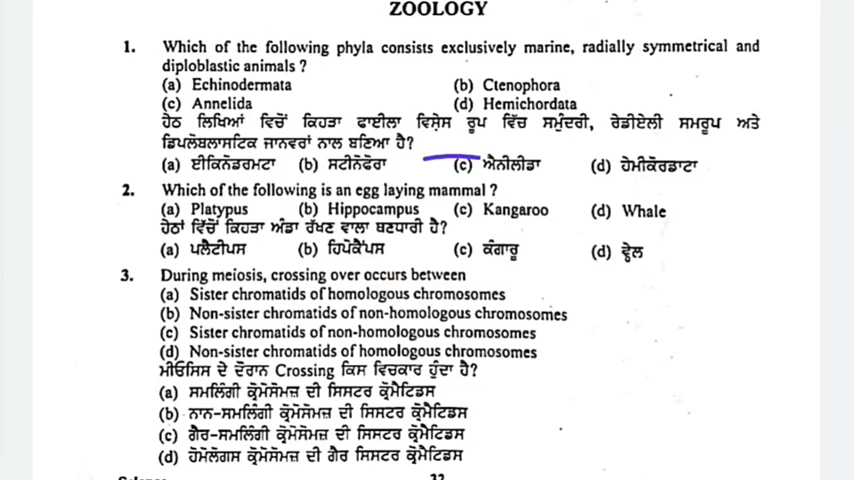 ZOOLOGY
1. Which of the following phyla consists exclusively marine, radially symmetrical and
diploblastic animals ?
(a) Echinodermata (b) Ctenophora
(c) Annelida (d) Hemichordata
ਹੇਠ ਲਿਖਿਆਂ ਵਿਚੋਂ ਕਿਹੜਾ ਫਾਈਲਾ ਵਿਸ਼ੇਸ ਰੂਪ ਵਿੱਚ ਸਮੁੰਦਰੀ, ਰੇਡੀਏਲੀ ਸਮਰੂਪ ਅਤੇ
ਡਿਪਲੋਬਲਾਸਟਿਕ ਜਾਨਵਰਾਂ ਨਾਲ ਬਣਿਆ ਹੈ?
(a) ਈਕਿਨੋਡਰਮਟਾ (b) ਸਟੀਨੋਫੋਰਾ (c) ਐਨੀਲੀਡਾ (d) ਹੇਮੀਕੋਰਡਾਟਾ
2. Which of the following is an egg laying mammal ?
(a) Platypus (b) Hippocampus (c) Kangaroo (d) Whale
ਹੇਠਾਂ ਵਿੱਚੋਂ ਕਿਹੜਾ ਅੰਡਾ ਰੱਖਣ ਵਾਲਾ ਥਣਧਾਰੀ ਹੈ?
(a) ਪਲੈਟੀਪਸ (b) ਹਿਪੋਕੈਂਪਸ (c) ਕੰਗਾਰੂ (d) ਵ੍ਹੇਲ
3. During meiosis, crossing over occurs between
(a) Sister chromatids of homologous chromosomes
(b) Non-sister chromatids of non-homologous chromosomes
(c) Sister chromatids of non-homologous chromosomes
(d) Non-sister chromatids of homologous chromosomes
ਮੀਓਸਿਸ ਦੇ ਦੌਰਾਨ Crossing ਕਿਸ ਵਿਚਕਾਰ ਹੁੰਦਾ ਹੈ?
(a) ਸਮਲਿੰਗੀ ਕ੍ਰੋਮੋਸੋਮਜ਼ ਦੀ ਸਿਸਟਰ ਕ੍ਰੋਮੈਟਿਡਸ
(b) ਨਾਨ-ਸਮਲਿੰਗੀ ਕ੍ਰੋਮੋਸੋਮਜ਼ ਦੀ ਸਿਸਟਰ ਕ੍ਰੋਮੈਟਿਡਸ
(c) ਗੈਰ-ਸਮਲਿੰਗੀ ਕ੍ਰੋਮੋਸੋਮਜ਼ ਦੀ ਸਿਸਟਰ ਕ੍ਰੋਮੈਟਿਡਸ
(d) ਹੋਮੋਲੋਗਸ ਕ੍ਰੋਮੋਸੋਮਜ਼ ਦੀ ਗੈਰ ਸਿਸਟਰ ਕ੍ਰੋਮੈਟਿਡਸ